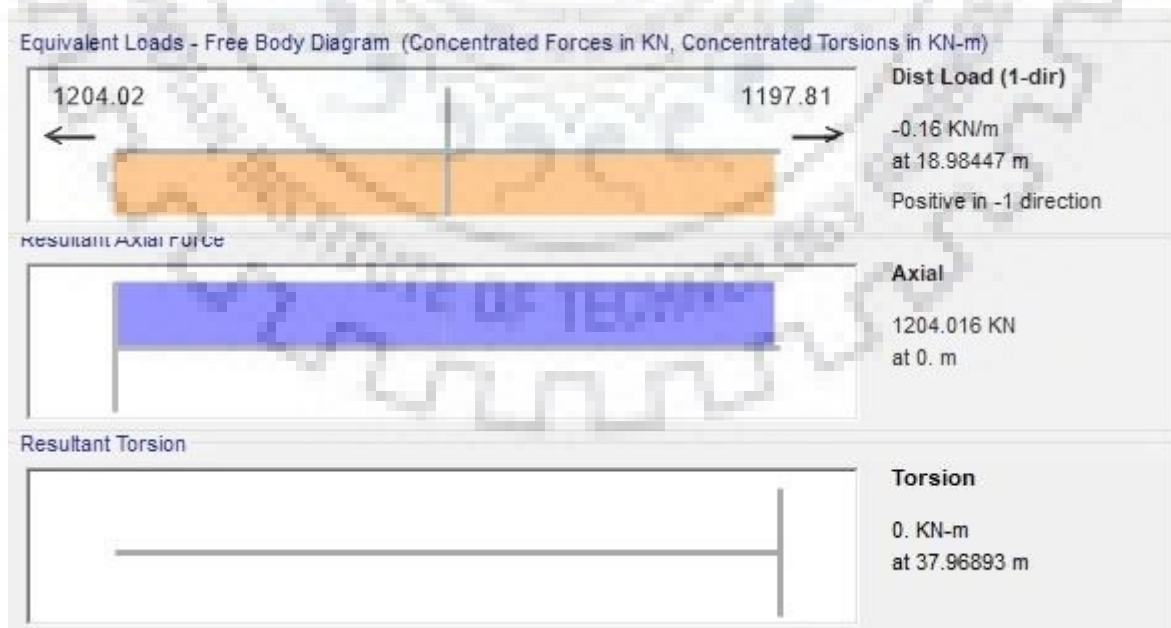 Equivalent Loads - Free Body Diagram (Concentrated Forces in KN, Concentrated Torsions in KN-m)
1204.02
1197.81
Dist Load (1-dir)
-0.16 KN/m
at 18.98447 m
Positive in -1 direction
Resultant Axial Force
Axial
1204.016 KN
at 0. m
Resultant Torsion
Torsion
0. KN-m
at 37.96893 m
OF TECHNO